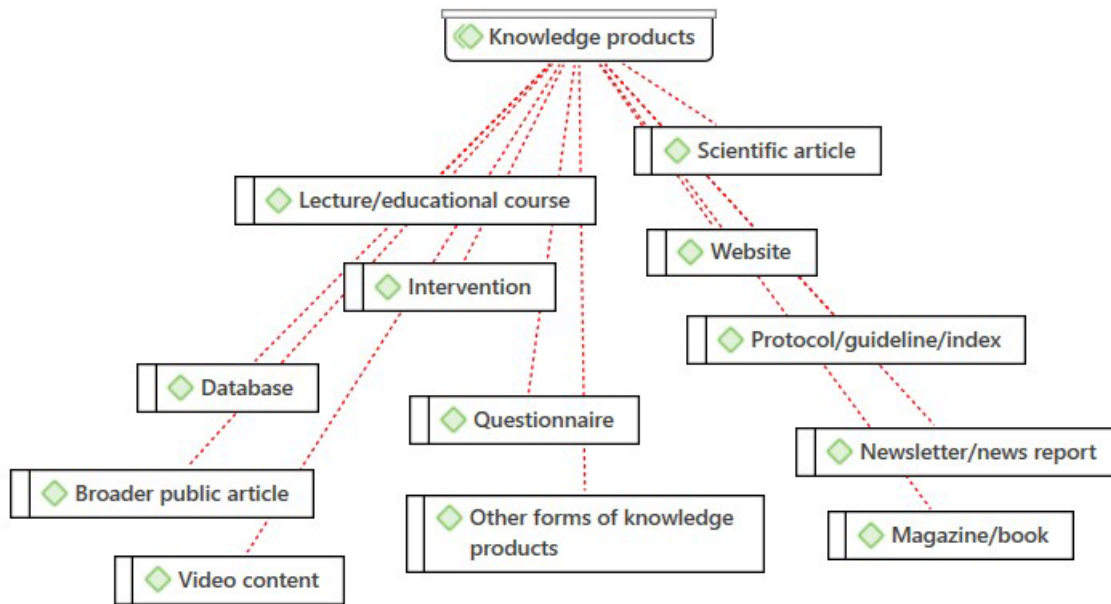 Knowledge products
Scientific article
Lecture/educational course
Website
Intervention
Protocol/guideline/index
Database
Questionnaire
Newsletter/news report
Broader public article
Other forms of knowledge
products
Magazine/book
Video content